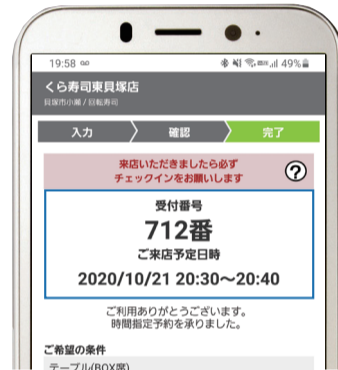 19:58
49%
くら寿司東貝塚店
貝塚市小瀬 / 回転寿司
入力
確認
完了
来店いただきましたら必ず
チェックインをお願いします
?
受付番号
712番
ご来店予定日時
2020/10/21 20:30～20:40
ご利用ありがとうございます。
時間指定予約を承りました。
ご希望の条件
テーブル(BOX席)